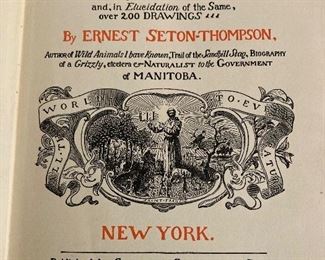 and, in Elucidation of the Same,
over 200 DRAWINGS
By ERNEST SETON-THOMPSON,
AUTHOR of Wild Animals I have Known, Trail of the Sandhill Stag, BIOGRAPHY
of a Grizzly, etcetera & NATURALIST to the GOVERNMENT
of MANITOBA.
NEW YORK.